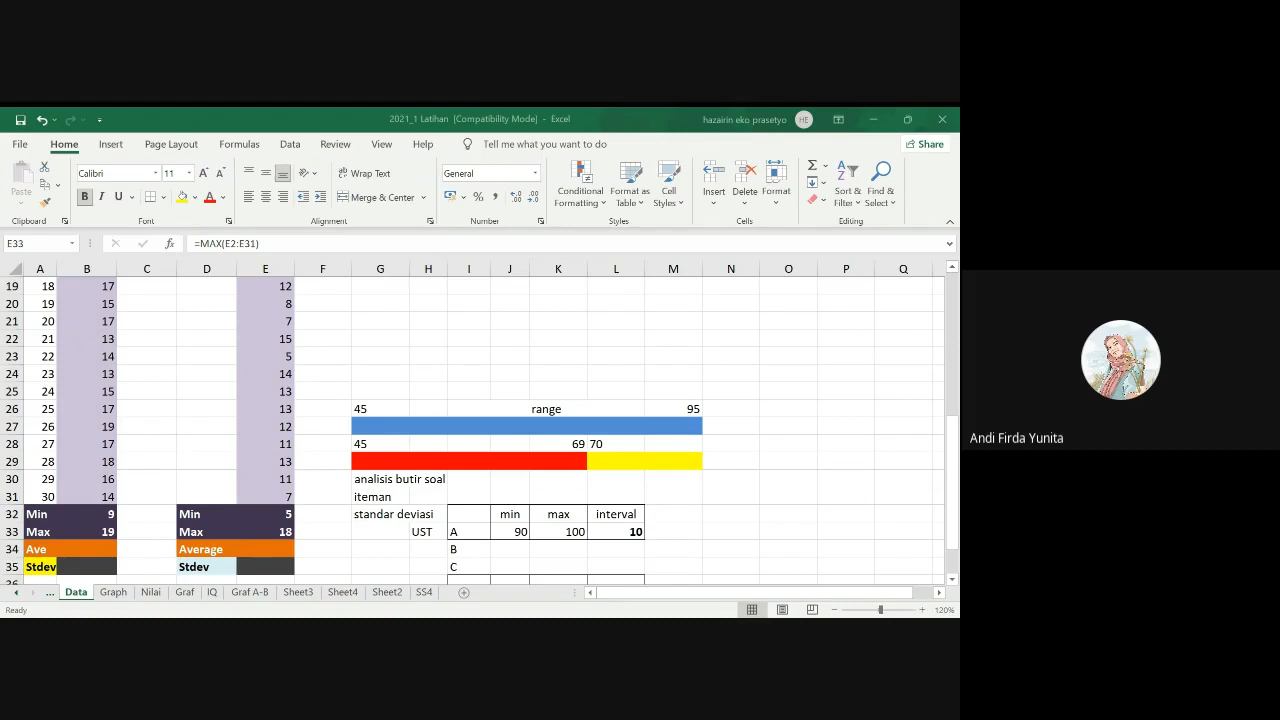 2021_1 Latihan [Compatibility Mode] - Excel
hazairin eko prasetyo HE
File Home Insert Page Layout Formulas Data Review View Help Tell me what you want to do Share
Paste Calibri 11 A A Wrap Text General Conditional Formatting Format as Table Cell Styles Insert Delete Format Sort & Filter Find & Select
B I U A Merge & Center % ,
Clipboard Font Alignment Number Styles Cells Editing
E33 fx =MAX(E2:E31)
A B C D E F G H I J K L M N O P Q
19 18 17 12
20 19 15 8
21 20 17 7
22 21 13 15
23 22 14 5
24 23 13 14
25 24 15 13
26 25 17 13 45 range 95
27 26 19 12
28 27 17 11 45 69 70
29 28 18 13
30 29 16 11 analisis butir soal
31 30 14 7 iteman
32 Min 9 Min 5 standar deviasi min max interval
33 Max 19 Max 18 UST A 90 100 10
34 Ave Average B
35 Stdev Stdev C
36
... Data Graph Nilai Graf IQ Graf A-B Sheet3 Sheet4 Sheet2 SS4
Ready 120%
Andi Firda Yunita